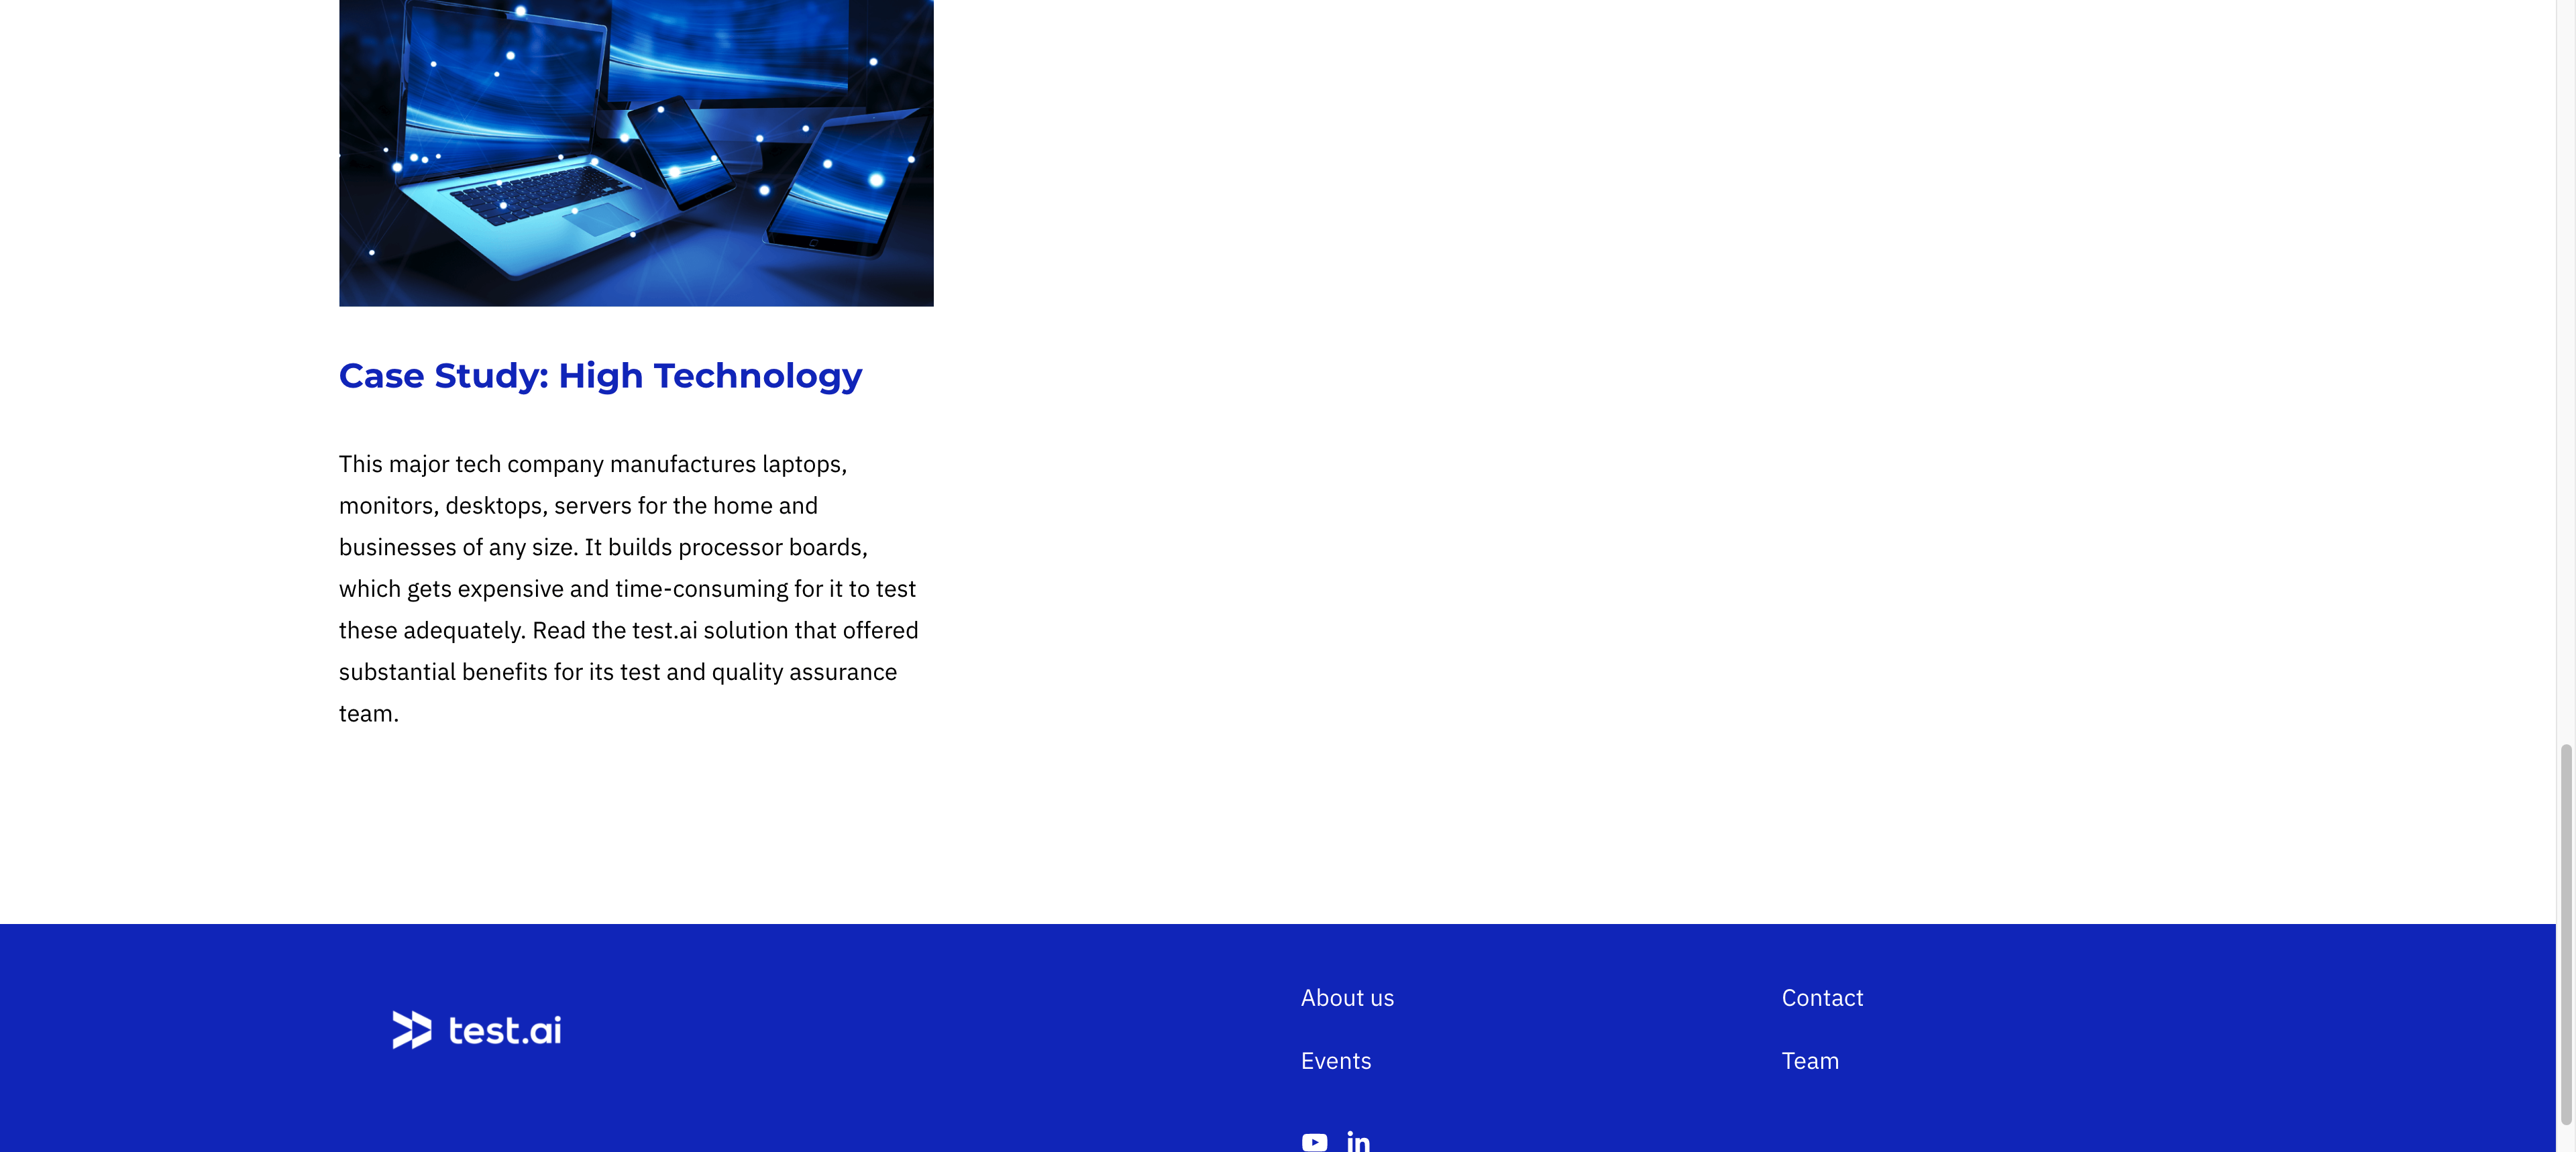 Case Study: High Technology
This major tech company manufactures laptops,
monitors, desktops, servers for the home and
businesses of any size. It builds processor boards,
which gets expensive and time-consuming for it to test
these adequately. Read the test.ai solution that offered
substantial benefits for its test and quality assurance
team.
test.ai
About us
Contact
Events
Team
in